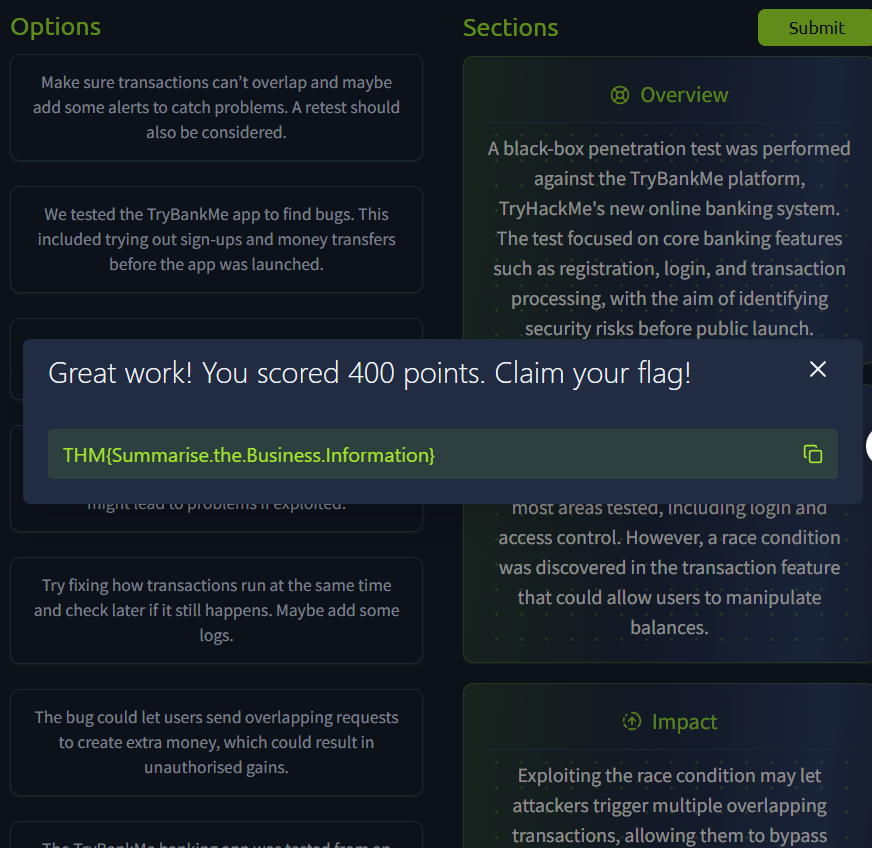 Options
Make sure transactions can’t overlap and maybe
add some alerts to catch problems. A retest should
also be considered.
We tested the TryBankMe app to find bugs. This
included trying out sign-ups and money transfers
before the app was launched.
might lead to problems if exploited.
Try fixing how transactions run at the same time
and check later if it still happens. Maybe add some
logs.
The bug could let users send overlapping requests
to create extra money, which could result in
unauthorised gains.
The TryBankMe banking app was tested from an
Sections
Submit
Overview
A black-box penetration test was performed
against the TryBankMe platform,
TryHackMe's new online banking system.
The test focused on core banking features
such as registration, login, and transaction
processing, with the aim of identifying
security risks before public launch.
Great work! You scored 400 points. Claim your flag!
THM{Summarise.the.Business.Information}
most areas tested, including login and
access control. However, a race condition
was discovered in the transaction feature
that could allow users to manipulate
balances.
Impact
Exploiting the race condition may let
attackers trigger multiple overlapping
transactions, allowing them to bypass